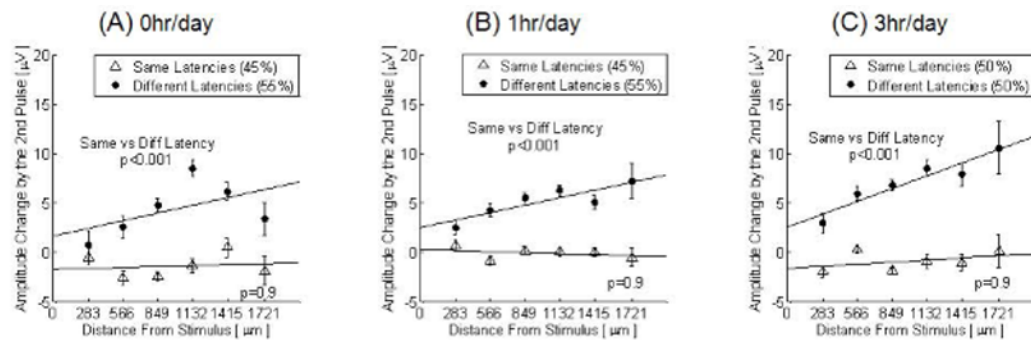 (A) 0hr/day
Amplitude Change by the 2nd Pulse [ μV]
20
15
10
5
0
-5
△ Same Latencies (45%)
● Different Latencies (55%)
Same vs Diff Latency
p<0.001
p=0.9
0 283 566 849 1132 1415 1721
Distance From Stimulus [ μm]
(B) 1hr/day
Amplitude Change by the 2nd Pulse [ μV]
20
15
10
5
0
-5
△ Same Latencies (45%)
● Different Latencies (55%)
Same vs Diff Latency
p<0.001
p=0.9
0 283 566 849 1132 1415 1721
Distance From Stimulus [ μm]
(C) 3hr/day
Amplitude Change by the 2nd Pulse [ μV]
20
15
10
5
0
-5
△ Same Latencies (50%)
● Different Latencies (50%)
Same vs Diff Latency
p<0.001
p=0.9
0 283 566 849 1132 1415 1721
Distance From Stimulus [ μm]